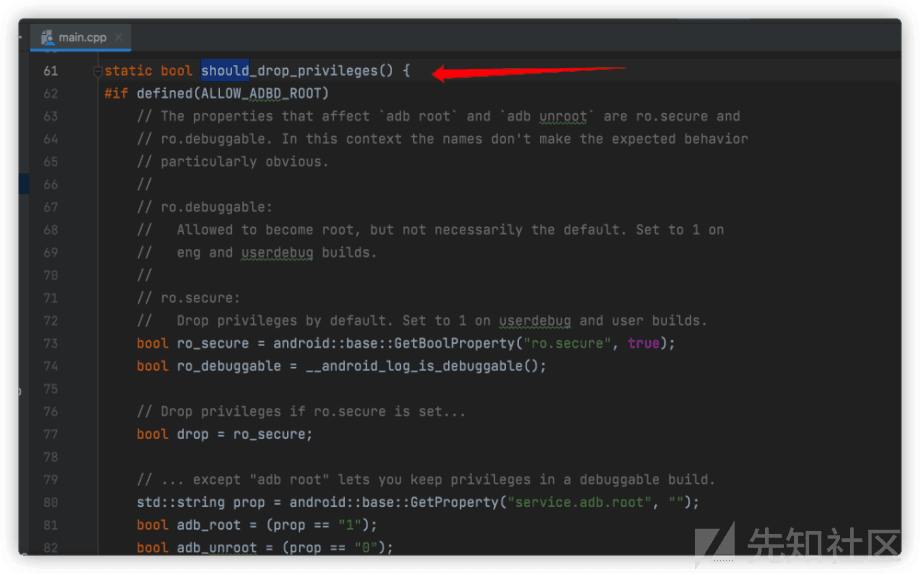 main.cpp
61 static bool should_drop_privileges() {
62 #if defined(ALLOW_ADBD_ROOT)
63 // The properties that affect `adb root` and `adb unroot` are ro.secure and
64 // ro.debuggable. In this context the names don't make the expected behavior
65 // particularly obvious.
66 //
67 // ro.debuggable:
68 //   Allowed to become root, but not necessarily the default. Set to 1 on
69 //   eng and userdebug builds.
70 //
71 // ro.secure:
72 //   Drop privileges by default. Set to 1 on userdebug and user builds.
73 bool ro_secure = android::base::GetBoolProperty("ro.secure", true);
74 bool ro_debuggable = __android_log_is_debuggable();
75
76 // Drop privileges if ro.secure is set...
77 bool drop = ro_secure;
78
79 // ... except "adb root" lets you keep privileges in a debuggable build.
80 std::string prop = android::base::GetProperty("service.adb.root", "");
81 bool adb_root = (prop == "1");
82 bool adb_unroot = (prop == "0");
先知社区